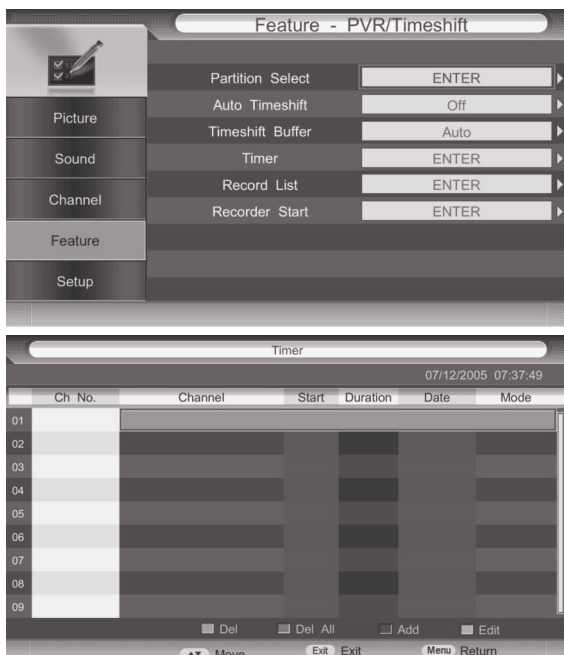 Feature - PVR/Timeshift
Partition Select ENTER
Auto Timeshift Off
Timeshift Buffer Auto
Timer ENTER
Record List ENTER
Recorder Start ENTER
Picture
Sound
Channel
Feature
Setup
Timer
07/12/2005 07:37:49
Ch No. Channel Start Duration Date Mode
01
02
03
04
05
06
07
08
09
Del Del All Add Edit
Move Exit Exit Menu Return